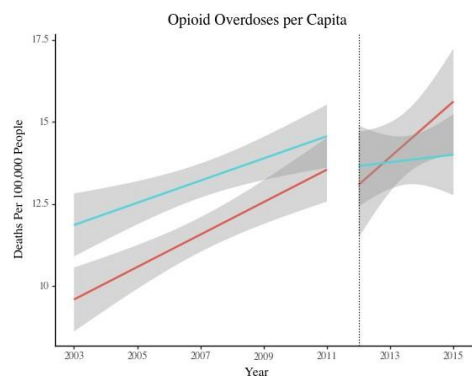 Opioid Overdoses per Capita
17.5
15
12.5
10
Deaths Per 100,000 People
2003 2005 2007 2009 2011 2013 2015
Year